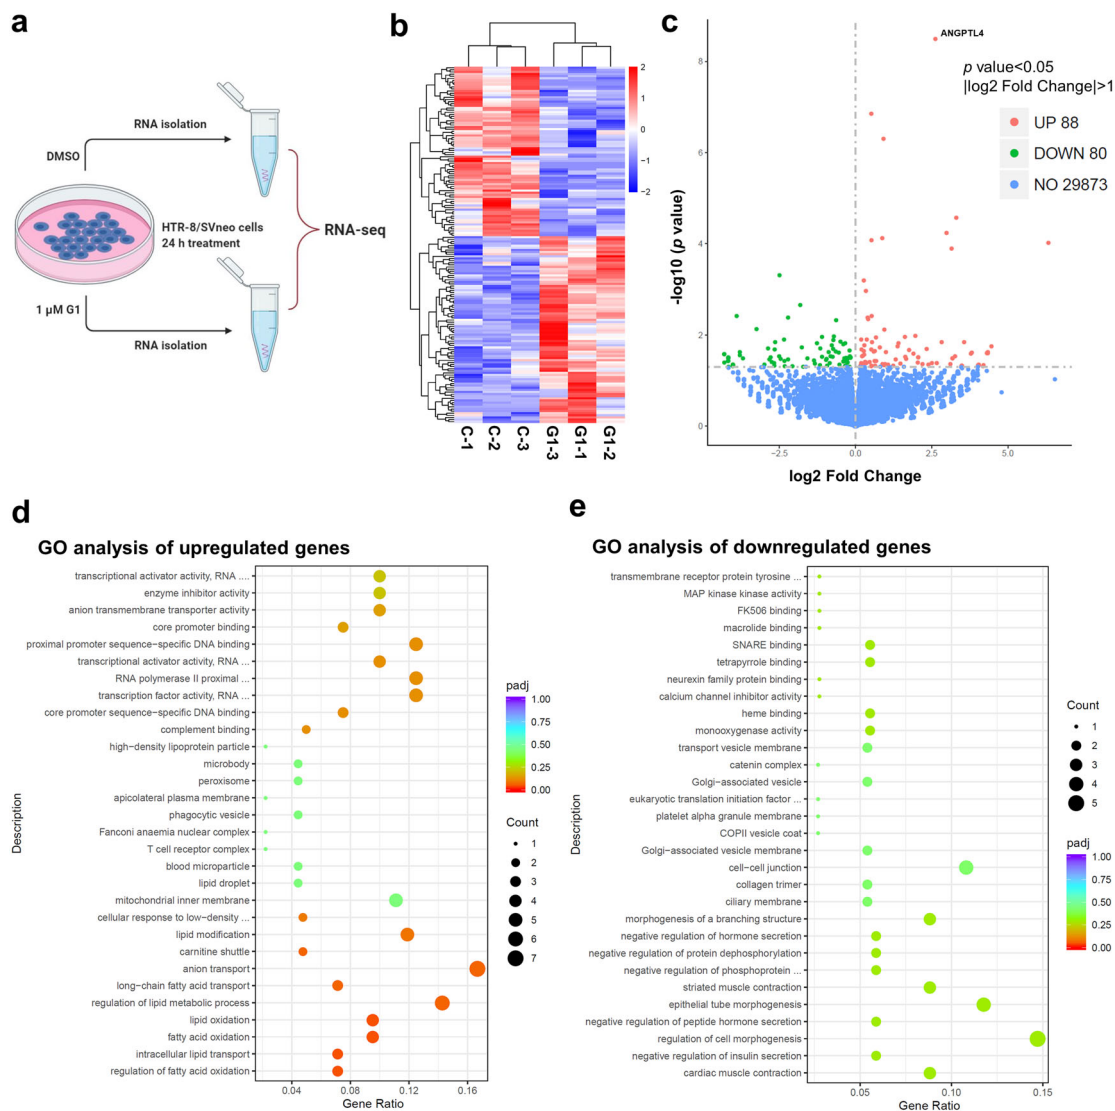 a
RNA isolation
DMSO
HTR-8/SVneo cells
24 h treatment
RNA-seq
1 μM G1
RNA isolation
b
2
1
0
−1
−2
C-1
C-2
C-3
G1-3
G1-1
G1-2
c
ANGPTL4
p value<0.05
|log2 Fold Change|>1
UP 88
DOWN 80
NO 29873
-log10 (p value)
8
6
4
2
0
−2.5
0.0
2.5
5.0
log2 Fold Change
d
GO analysis of upregulated genes
Description
transcriptional activator activity, RNA ....
enzyme inhibitor activity
anion transmembrane transporter activity
core promoter binding
proximal promoter sequence−specific DNA binding
transcriptional activator activity, RNA ...
RNA polymerase II proximal ...
transcription factor activity, RNA ...
core promoter sequence−specific DNA binding
complement binding
high−density lipoprotein particle
microbody
peroxisome
apicolateral plasma membrane
phagocytic vesicle
Fanconi anaemia nuclear complex
T cell receptor complex
blood microparticle
lipid droplet
mitochondrial inner membrane
cellular response to low−density ...
lipid modification
carnitine shuttle
anion transport
long−chain fatty acid transport
regulation of lipid metabolic process
lipid oxidation
fatty acid oxidation
intracellular lipid transport
regulation of fatty acid oxidation
0.04
0.08
0.12
0.16
Gene Ratio
padj
1.00
0.75
0.50
0.25
0.00
Count
1
2
3
4
5
6
7
e
GO analysis of downregulated genes
Description
transmembrane receptor protein tyrosine ...
MAP kinase kinase activity
FK506 binding
macrolide binding
SNARE binding
tetrapyrrole binding
neurexin family protein binding
calcium channel inhibitor activity
heme binding
monooxygenase activity
transport vesicle membrane
catenin complex
Golgi−associated vesicle
eukaryotic translation initiation factor ...
platelet alpha granule membrane
COPII vesicle coat
Golgi−associated vesicle membrane
cell−cell junction
collagen trimer
ciliary membrane
morphogenesis of a branching structure
negative regulation of hormone secretion
negative regulation of protein dephosphorylation
negative regulation of phosphoprotein ...
striated muscle contraction
epithelial tube morphogenesis
negative regulation of peptide hormone secretion
regulation of cell morphogenesis
negative regulation of insulin secretion
cardiac muscle contraction
0.05
0.10
0.15
Gene Ratio
Count
1
2
3
4
5
padj
1.00
0.75
0.50
0.25
0.00